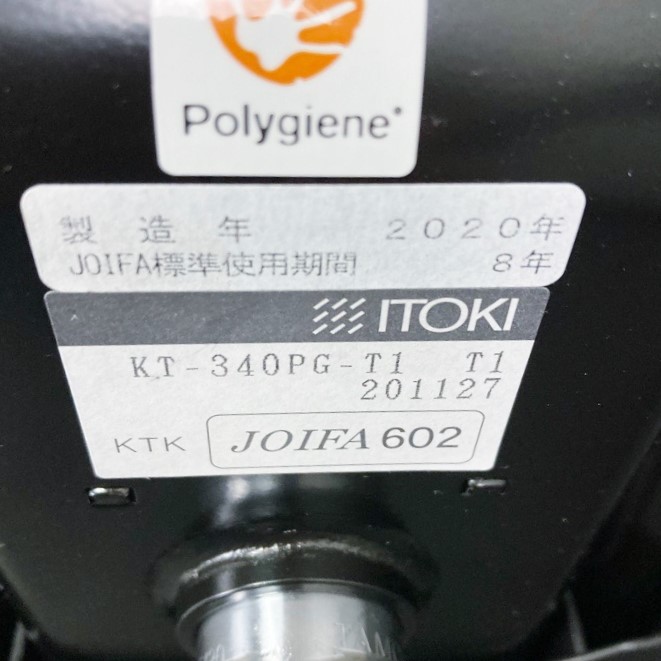 Polygiene®
製造年 2020年
JOIFA標準使用期間 8年
ITOKI
KT-340PG-T1 T1
201127
KTK JOIFA 602